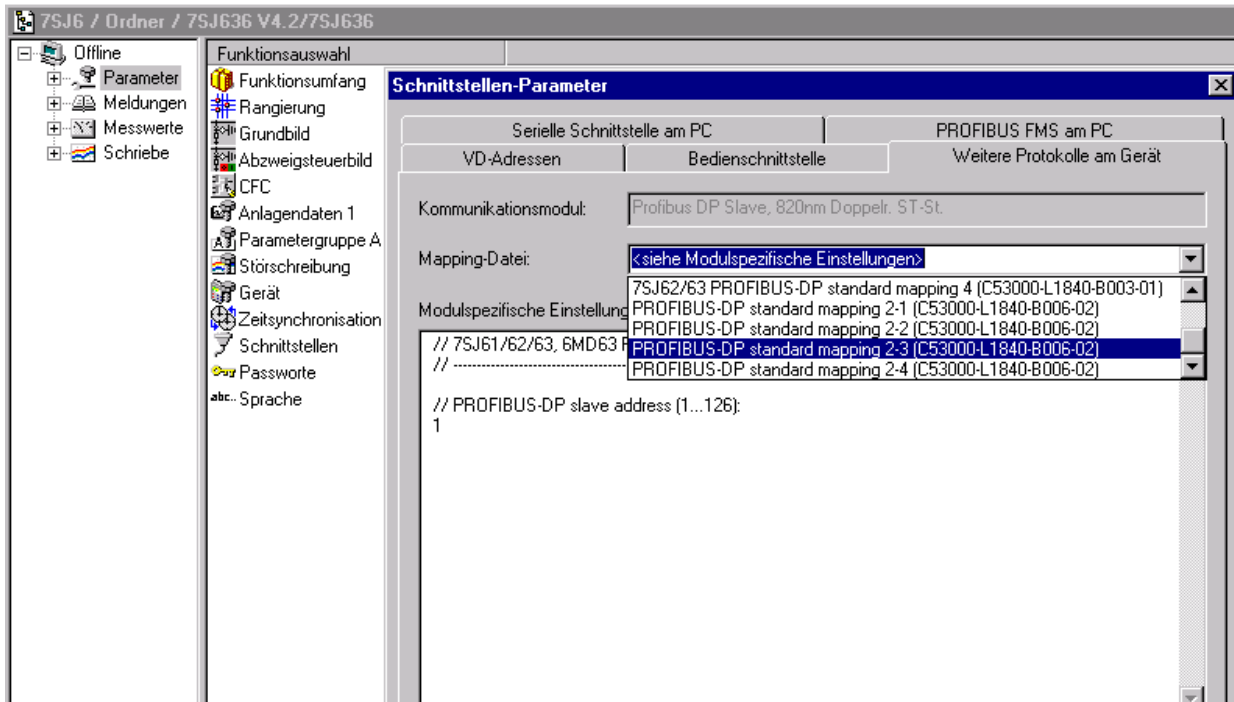 7SJ6 / Ordner / 7SJ636 V4.2/7SJ636
Offline
Parameter
Meldungen
Messwerte
Schriebe
Funktionsauswahl
Funktionsumfang
Rangierung
Grundbild
Abzweigsteuerbild
CFC
Anlagendaten 1
Parametergruppe A
Störschreibung
Gerät
Zeitsynchronisation
Schnittstellen
Passworte
abc.. Sprache
Schnittstellen-Parameter
Serielle Schnittstelle am PC
PROFIBUS FMS am PC
VD-Adressen
Bedienschnittstelle
Weitere Protokolle am Gerät
Kommunikationsmodul:
Profibus DP Slave, 820nm Doppelr. ST-St.
Mapping-Datei:
<siehe Modulspezifische Einstellungen>
7SJ62/63 PROFIBUS-DP standard mapping 4 (C53000-L1840-B003-01)
PROFIBUS-DP standard mapping 2-1 (C53000-L1840-B006-02)
PROFIBUS-DP standard mapping 2-2 (C53000-L1840-B006-02)
PROFIBUS-DP standard mapping 2-3 (C53000-L1840-B006-02)
PROFIBUS-DP standard mapping 2-4 (C53000-L1840-B006-02)
Modulspezifische Einstellung
// 7SJ61/62/63, 6MD63
// ------------------------------
// PROFIBUS-DP slave address (1...126):
1